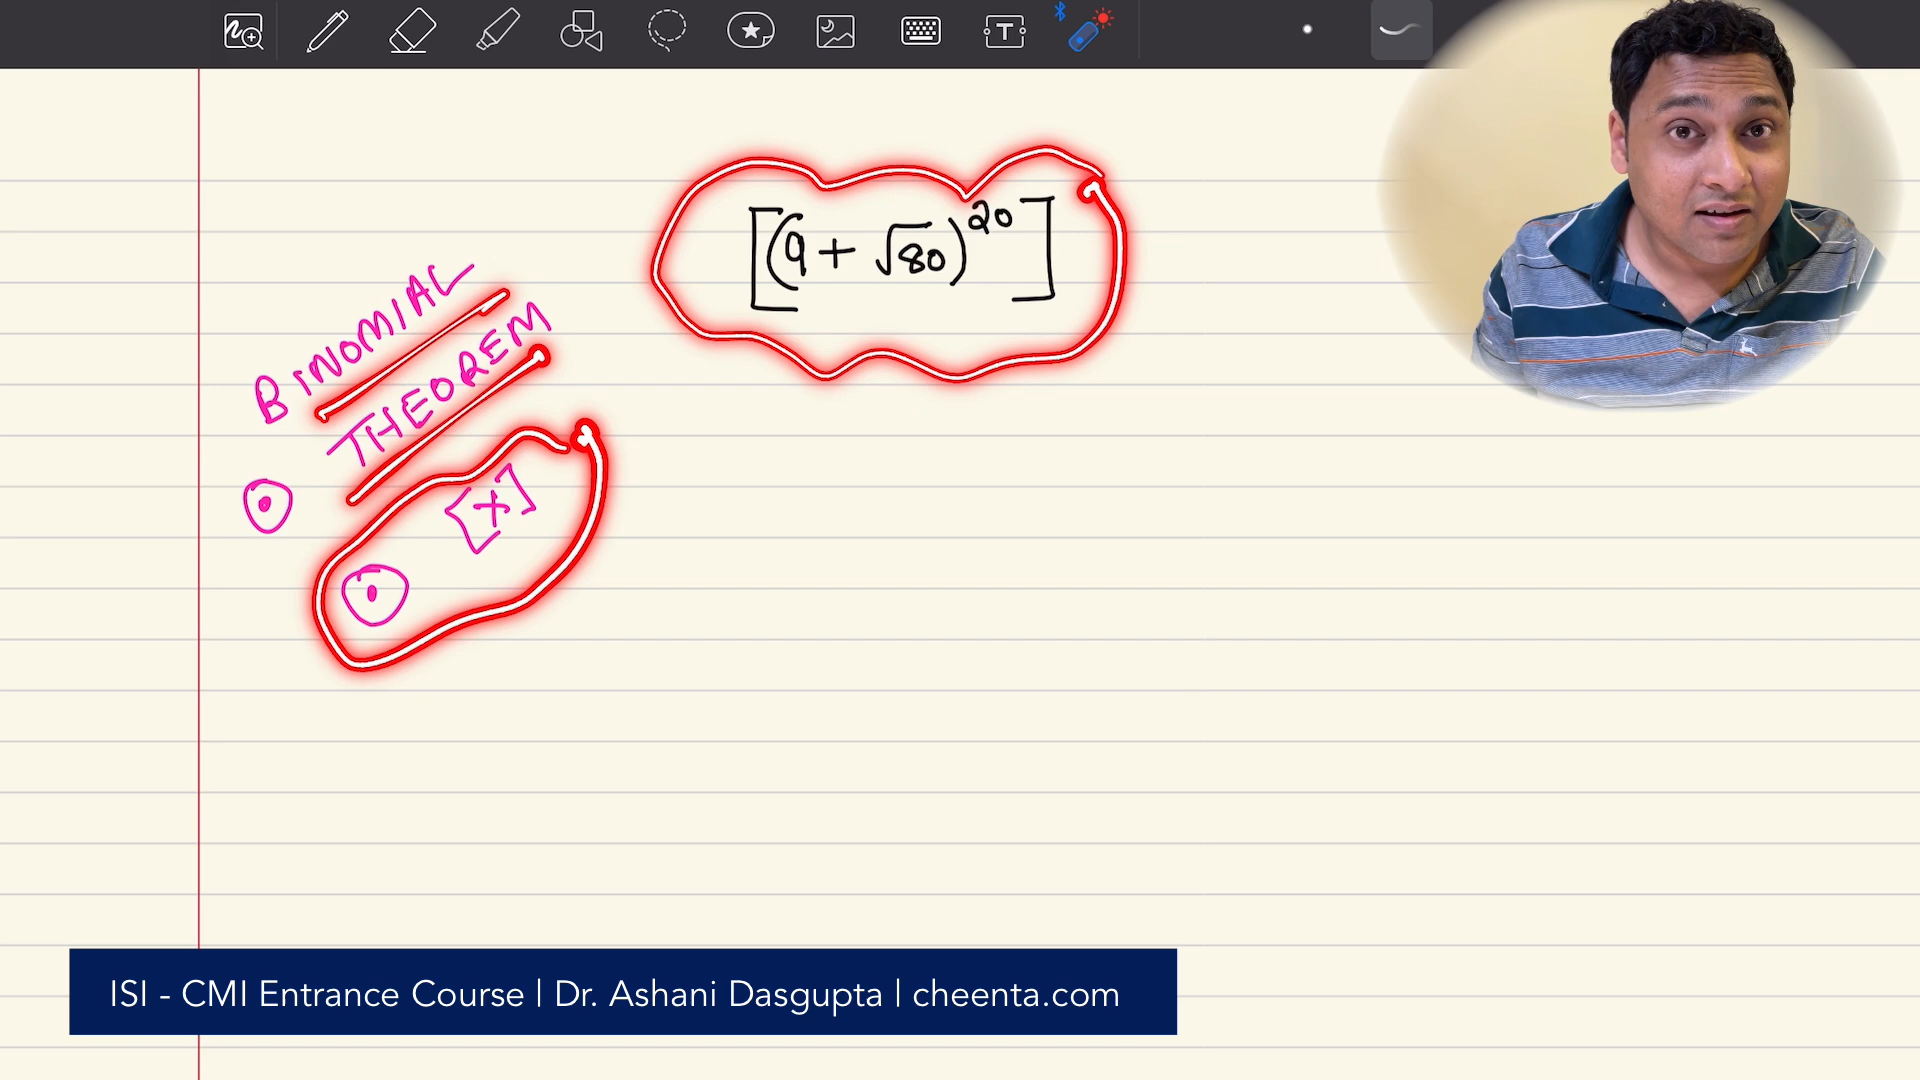 [(9 + √80)^20]
BINOMIAL
THEOREM
[x]
T
ISI - CMI Entrance Course | Dr. Ashani Dasgupta | cheenta.com